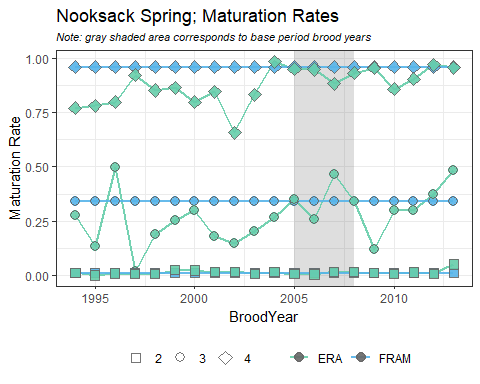 Nooksack Spring; Maturation Rates
Note: gray shaded area corresponds to base period brood years
1.00
0.75
0.50
0.25
0.00
Maturation Rate
1995 2000 2005 2010
BroodYear
2 3 4 ERA FRAM